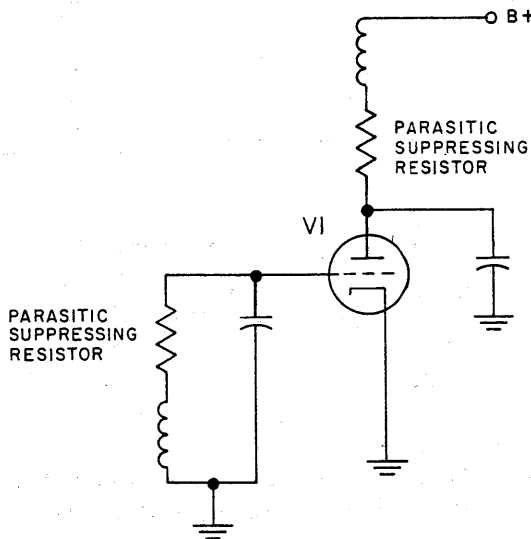 B+
PARASITIC
SUPPRESSING
RESISTOR
V1
PARASITIC
SUPPRESSING
RESISTOR